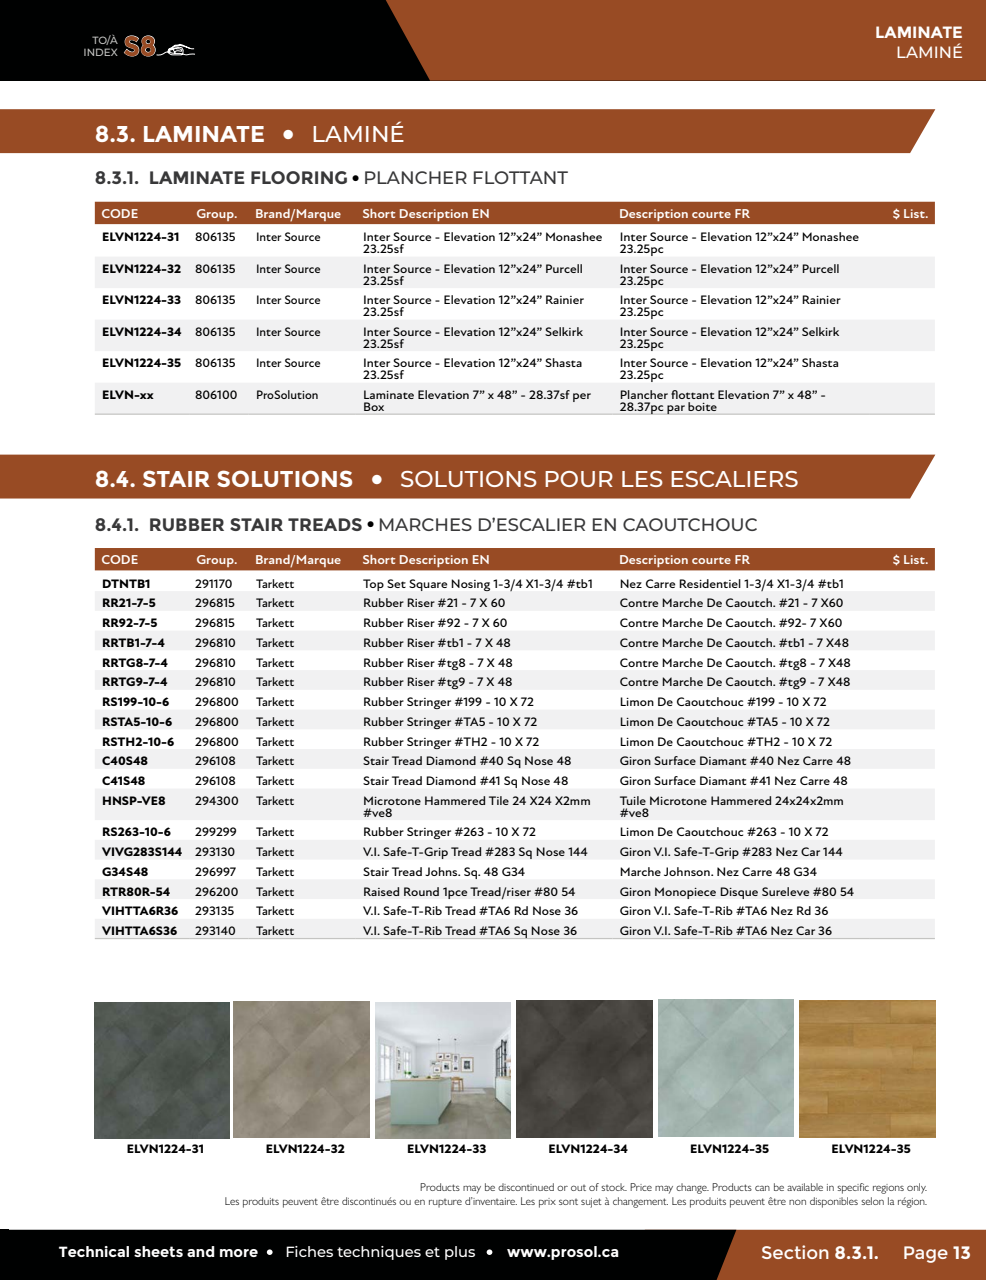 TO/À
INDEX S8
LAMINATE
LAMINÉ
8.3. LAMINATE • LAMINÉ
8.3.1. LAMINATE FLOORING • PLANCHER FLOTTANT
CODE Group. Brand/Marque Short Description EN Description courte FR $ List.
ELVN1224-31 806135 Inter Source Inter Source - Elevation 12”x24” Monashee Inter Source - Elevation 12”x24” Monashee
23.25sf 23.25pc
ELVN1224-32 806135 Inter Source Inter Source - Elevation 12”x24” Purcell Inter Source - Elevation 12”x24” Purcell
23.25sf 23.25pc
ELVN1224-33 806135 Inter Source Inter Source - Elevation 12”x24” Rainier Inter Source - Elevation 12”x24” Rainier
23.25sf 23.25pc
ELVN1224-34 806135 Inter Source Inter Source - Elevation 12”x24” Selkirk Inter Source - Elevation 12”x24” Selkirk
23.25sf 23.25pc
ELVN1224-35 806135 Inter Source Inter Source - Elevation 12”x24” Shasta Inter Source - Elevation 12”x24” Shasta
23.25sf 23.25pc
ELVN-xx 806100 ProSolution Laminate Elevation 7” x 48” - 28.37sf per Plancher flottant Elevation 7” x 48” -
Box 28.37pc par boite
8.4. STAIR SOLUTIONS • SOLUTIONS POUR LES ESCALIERS
8.4.1. RUBBER STAIR TREADS • MARCHES D’ESCALIER EN CAOUTCHOUC
CODE Group. Brand/Marque Short Description EN Description courte FR $ List.
DTNTB1 291170 Tarkett Top Set Square Nosing 1-3/4 X1-3/4 #tb1 Nez Carre Residentiel 1-3/4 X1-3/4 #tb1
RR21-7-5 296815 Tarkett Rubber Riser #21 - 7 X 60 Contre Marche De Caoutch. #21 - 7 X60
RR92-7-5 296815 Tarkett Rubber Riser #92 - 7 X 60 Contre Marche De Caoutch. #92- 7 X60
RRTB1-7-4 296810 Tarkett Rubber Riser #tb1 - 7 X 48 Contre Marche De Caoutch. #tb1 - 7 X48
RRTG8-7-4 296810 Tarkett Rubber Riser #tg8 - 7 X 48 Contre Marche De Caoutch. #tg8 - 7 X48
RRTG9-7-4 296810 Tarkett Rubber Riser #tg9 - 7 X 48 Contre Marche De Caoutch. #tg9 - 7 X48
RS199-10-6 296800 Tarkett Rubber Stringer #199 - 10 X 72 Limon De Caoutchouc #199 - 10 X 72
RSTA5-10-6 296800 Tarkett Rubber Stringer #TA5 - 10 X 72 Limon De Caoutchouc #TA5 - 10 X 72
RSTH2-10-6 296800 Tarkett Rubber Stringer #TH2 - 10 X 72 Limon De Caoutchouc #TH2 - 10 X 72
C40S48 296108 Tarkett Stair Tread Diamond #40 Sq Nose 48 Giron Surface Diamant #40 Nez Carre 48
C41S48 296108 Tarkett Stair Tread Diamond #41 Sq Nose 48 Giron Surface Diamant #41 Nez Carre 48
HNSP-VE8 294300 Tarkett Microtone Hammered Tile 24 X24 X2mm Tuile Microtone Hammered 24x24x2mm
#ve8 #ve8
RS263-10-6 299299 Tarkett Rubber Stringer #263 - 10 X 72 Limon De Caoutchouc #263 - 10 X 72
VIVG283S144 293130 Tarkett V.I. Safe-T-Grip Tread #283 Sq Nose 144 Giron V.I. Safe-T-Grip #283 Nez Car 144
G34S48 296997 Tarkett Stair Tread Johns. Sq. 48 G34 Marche Johnson. Nez Carre 48 G34
RTR80R-54 296200 Tarkett Raised Round 1pce Tread/riser #80 54 Giron Monopiece Disque Sureleve #80 54
VIHTTA6R36 293135 Tarkett V.I. Safe-T-Rib Tread #TA6 Rd Nose 36 Giron V.I. Safe-T-Rib #TA6 Nez Rd 36
VIHTTA6S36 293140 Tarkett V.I. Safe-T-Rib Tread #TA6 Sq Nose 36 Giron V.I. Safe-T-Rib #TA6 Nez Car 36
ELVN1224-31 ELVN1224-32 ELVN1224-33 ELVN1224-34 ELVN1224-35 ELVN1224-35
Products may be discontinued or out of stock. Price may change. Products can be available in specific regions only.
Les produits peuvent être discontinués ou en rupture d’inventaire. Les prix sont sujet à changement. Les produits peuvent être non disponibles selon la région.
Technical sheets and more • Fiches techniques et plus • www.prosol.ca Section 8.3.1. Page 13